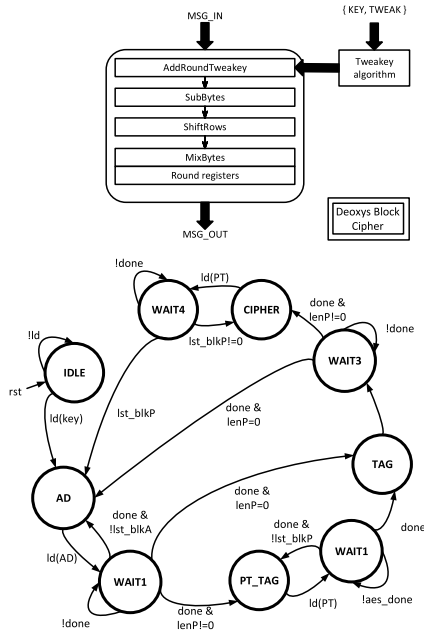 MSG_IN
{ KEY, TWEAK }
AddRoundTweakey
Tweakey
algorithm
SubBytes
ShiftRows
MixBytes
Round registers
MSG_OUT
Deoxys Block
Cipher
!done
ld(PT)
WAIT4
CIPHER
done &
lenP!=0
!done
lst_blkP!=0
!ld
WAIT3
IDLE
rst
ld(key)
lst_blkP
done &
lenP=0
TAG
AD
done &
lenP=0
done &
!lst_blkA
done &
!lst_blkP
done
ld(AD)
WAIT1
PT_TAG
WAIT1
ld(PT)
!done
done &
lenP!=0
!aes_done